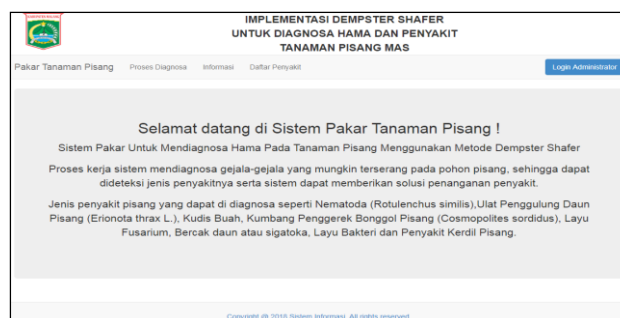 IMPLEMENTASI DEMPSTER SHAFER
UNTUK DIAGNOSA HAMA DAN PENYAKIT
TANAMAN PISANG MAS
Pakar Tanaman Pisang Proses Diagnosa Informasi Daftar Penyakit Login Administrator
Selamat datang di Sistem Pakar Tanaman Pisang !
Sistem Pakar Untuk Mendiagnosa Hama Pada Tanaman Pisang Menggunakan Metode Dempster Shafer
Proses kerja sistem mendiagnosa gejala-gejala yang mungkin terserang pada pohon pisang, sehingga dapat
dideteksi jenis penyakitnya serta sistem dapat memberikan solusi penanganan penyakit.
Jenis penyakit pisang yang dapat di diagnosa seperti Nematoda (Rotulenchus similis),Ulat Penggulung Daun
Pisang (Erionota thrax L.), Kudis Buah, Kumbang Penggerek Bonggol Pisang (Cosmopolites sordidus), Layu
Fusarium, Bercak daun atau sigatoka, Layu Bakteri dan Penyakit Kerdil Pisang.
Copyright @ 2016 Sistem Informasi. All rights reserved